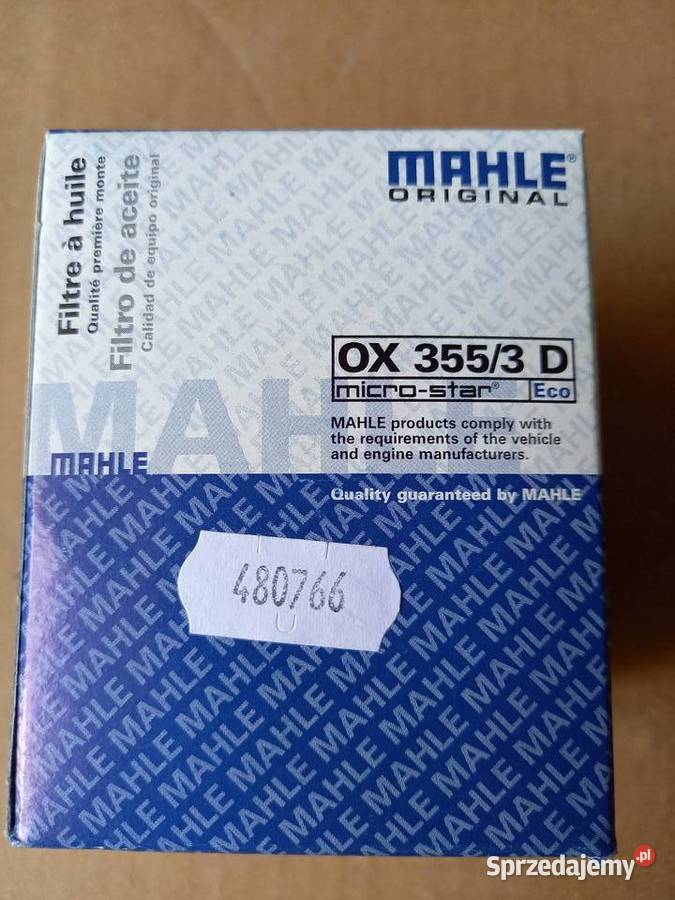 Filtre à huile
Qualité première monte
Filtro de aceite
Calidad de equipo original
MAHLE®
ORIGINAL
OX 355/3 D
micro-star® Eco
MAHLE products comply with
the requirements of the vehicle
and engine manufacturers.
MAHLE
MAHLE
Quality guaranteed by MAHLE
480766
Sprzedajemy.pl